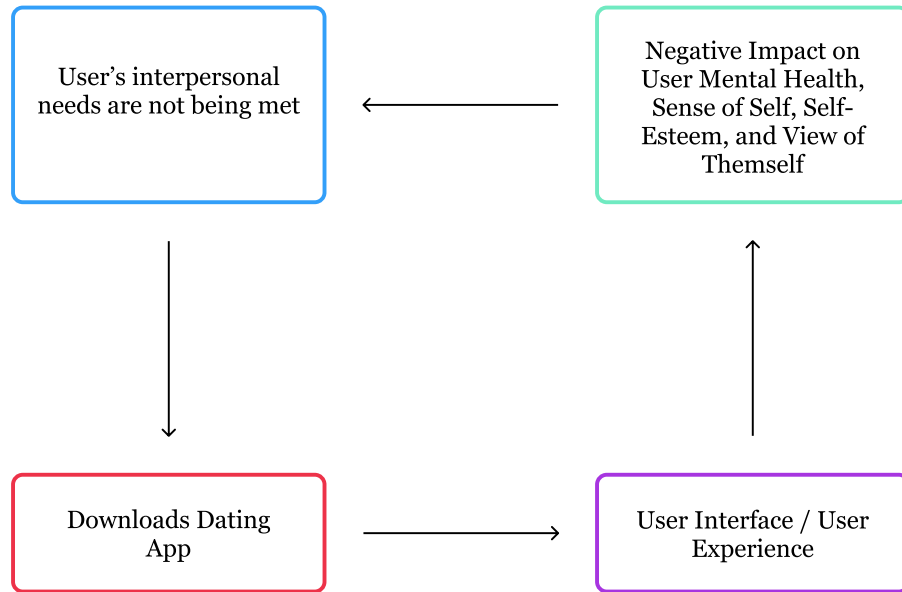 User’s interpersonal
needs are not being met
Negative Impact on
User Mental Health,
Sense of Self, Self-
Esteem, and View of
Themself
Downloads Dating
App
User Interface / User
Experience